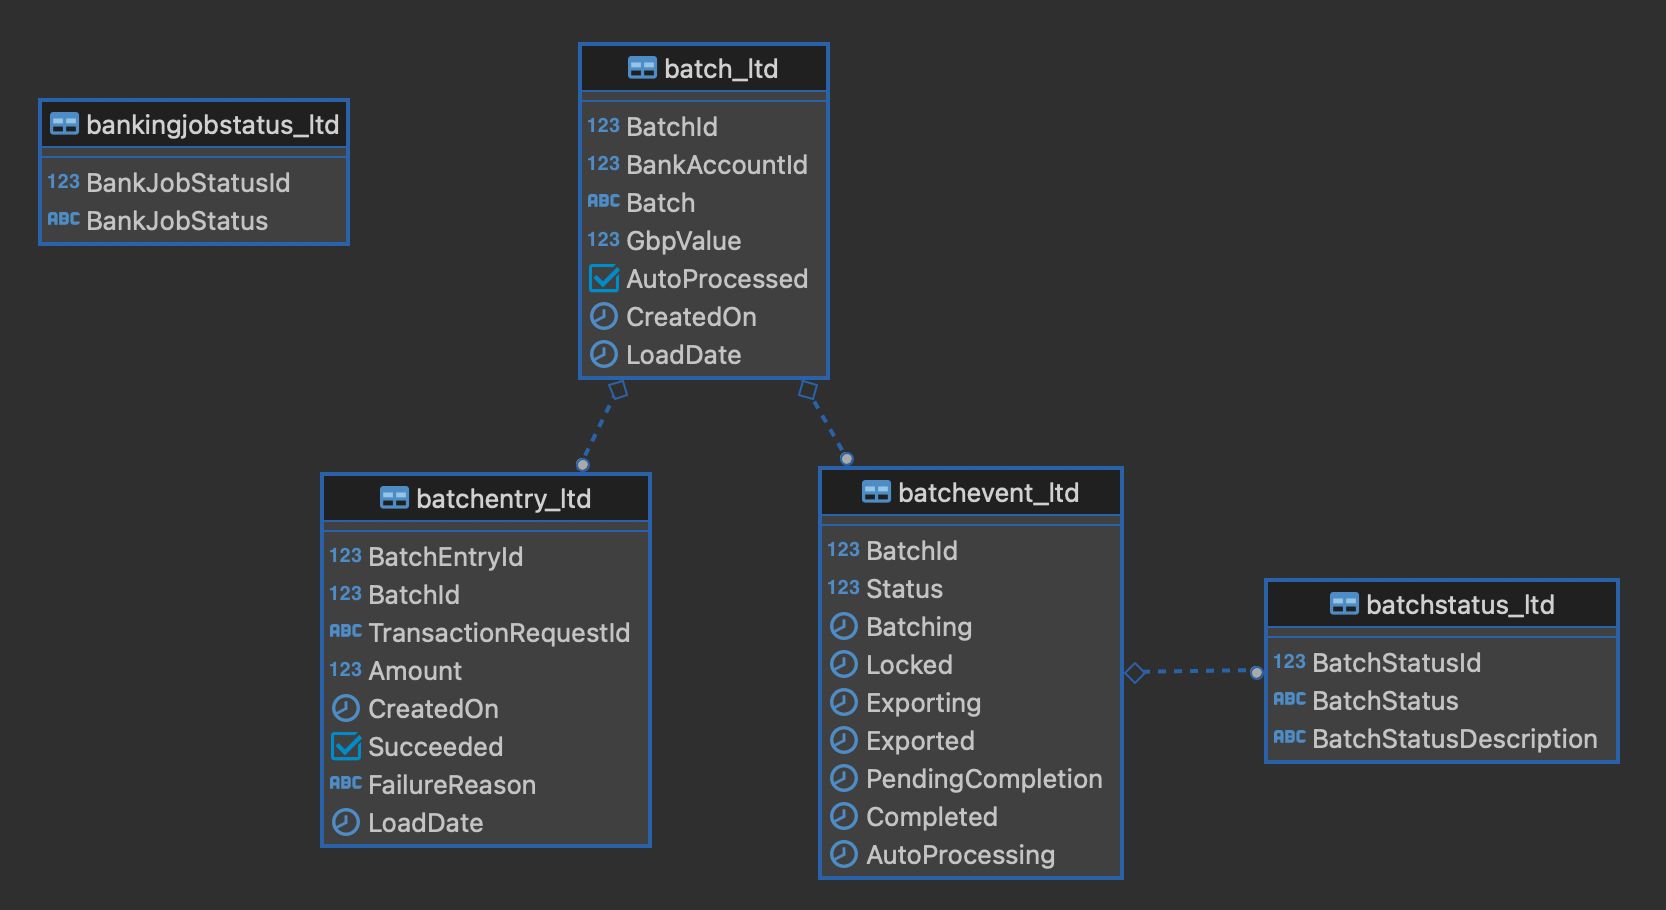 batch_ltd
123 BatchId
123 BankAccountId
ABC Batch
123 GbpValue
AutoProcessed
CreatedOn
LoadDate
bankingjobstatus_ltd
123 BankJobStatusId
ABC BankJobStatus
batchentry_ltd
123 BatchEntryId
123 BatchId
ABC TransactionRequestId
123 Amount
CreatedOn
Succeeded
ABC FailureReason
LoadDate
batchevent_ltd
123 BatchId
123 Status
Batching
Locked
Exporting
Exported
PendingCompletion
Completed
AutoProcessing
batchstatus_ltd
123 BatchStatusId
ABC BatchStatus
ABC BatchStatusDescription